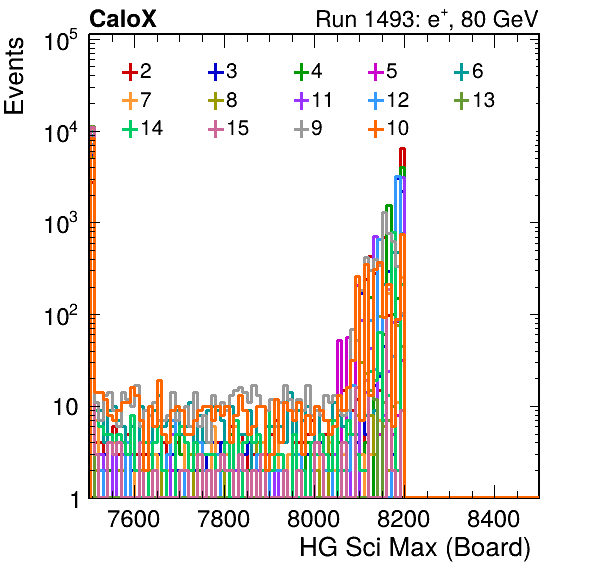 CaloX Run 1493: e⁺, 80 GeV
Events
10⁵
2 3 4 5 6
7 8 11 12 13
10⁴
14 15 9 10
10³
10²
10
1
7600 7800 8000 8200 8400
HG Sci Max (Board)